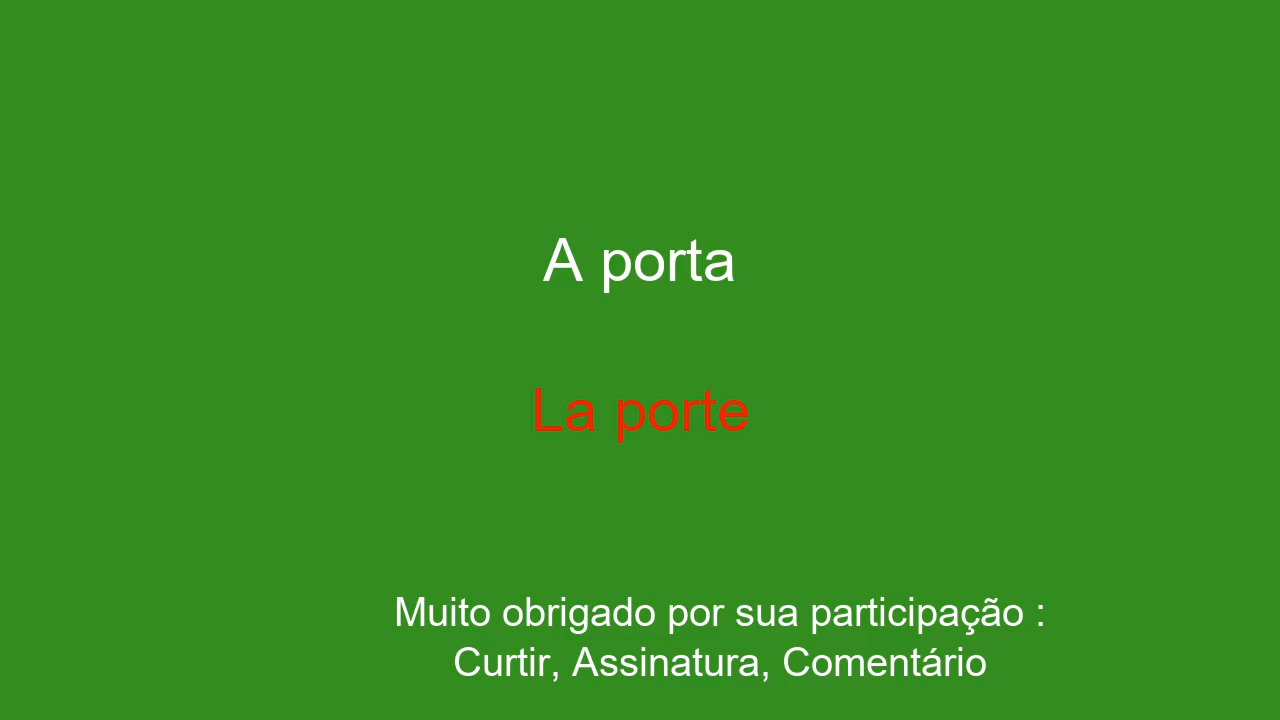 A porta
La porte
Muito obrigado por sua participação :
Curtir, Assinatura, Comentário